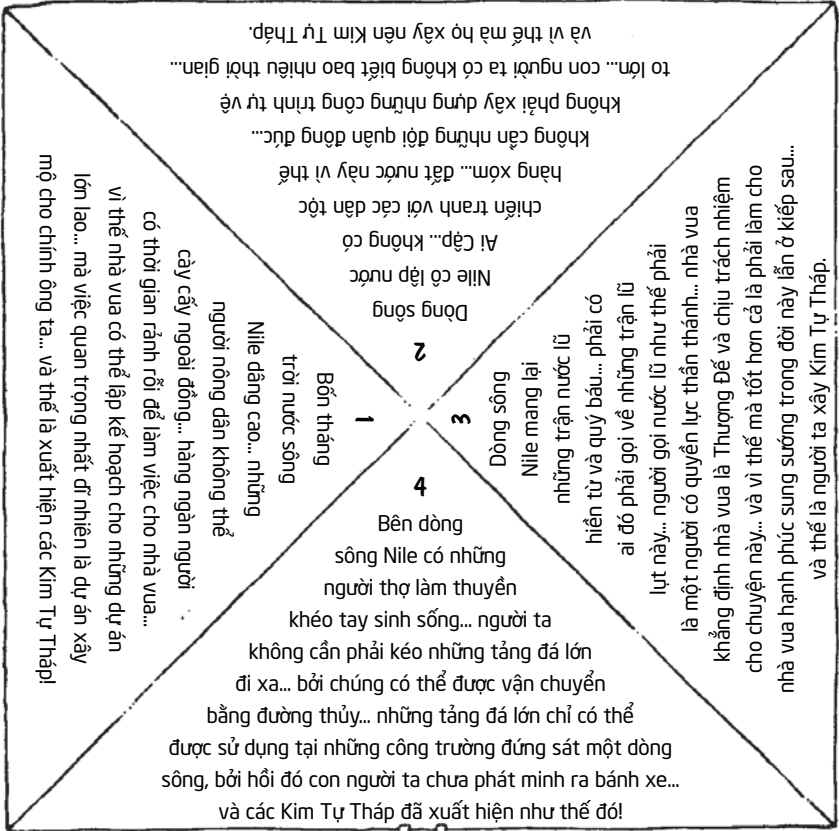 1
Bốn tháng
trời nước sông
Nile dâng cao... những
người nông dân không thể
cày cấy ngoài đồng... hàng ngàn người
có thời gian rảnh rỗi để làm việc cho nhà vua...
vì thế nhà vua có thể lập kế hoạch cho những dự án
lớn lao... mà việc quan trọng nhất dĩ nhiên là dự án xây
mộ cho chính ông ta... và thế là xuất hiện các Kim Tự Tháp!
2
Dòng sông
Nile cô lập nước
Ai Cập... không có
chiến tranh với các dân tộc
hàng xóm... đất nước này vì thế
không cần những đội quân đông đúc...
không phải xây dựng những công trình tự vệ
to lớn... con người ta có không biết bao nhiêu thời gian...
và vì thế mà họ xây nên Kim Tự Tháp.
3
Dòng sông
Nile mang lại
những trận nước lũ
hiền từ và quý báu... phải có
ai đó phải gọi về những trận lũ
lụt này... người gọi nước lũ như thế phải
là một người có quyền lực thần thánh... nhà vua
khẳng định nhà vua là Thượng Đế và chịu trách nhiệm
cho chuyện này... và vì thế mà tốt hơn cả là phải làm cho
nhà vua hạnh phúc sung sướng trong đời này lẫn ở kiếp sau...
và thế là người ta xây Kim Tự Tháp.
4
Bên dòng
sông Nile có những
người thợ làm thuyền
khéo tay sinh sống... người ta
không cần phải kéo những tảng đá lớn
đi xa... bởi chúng có thể được vận chuyển
bằng đường thủy... những tảng đá lớn chỉ có thể
được sử dụng tại những công trường đứng sát một dòng
sông, bởi hồi đó con người ta chưa phát minh ra bánh xe...
và các Kim Tự Tháp đã xuất hiện như thế đó!